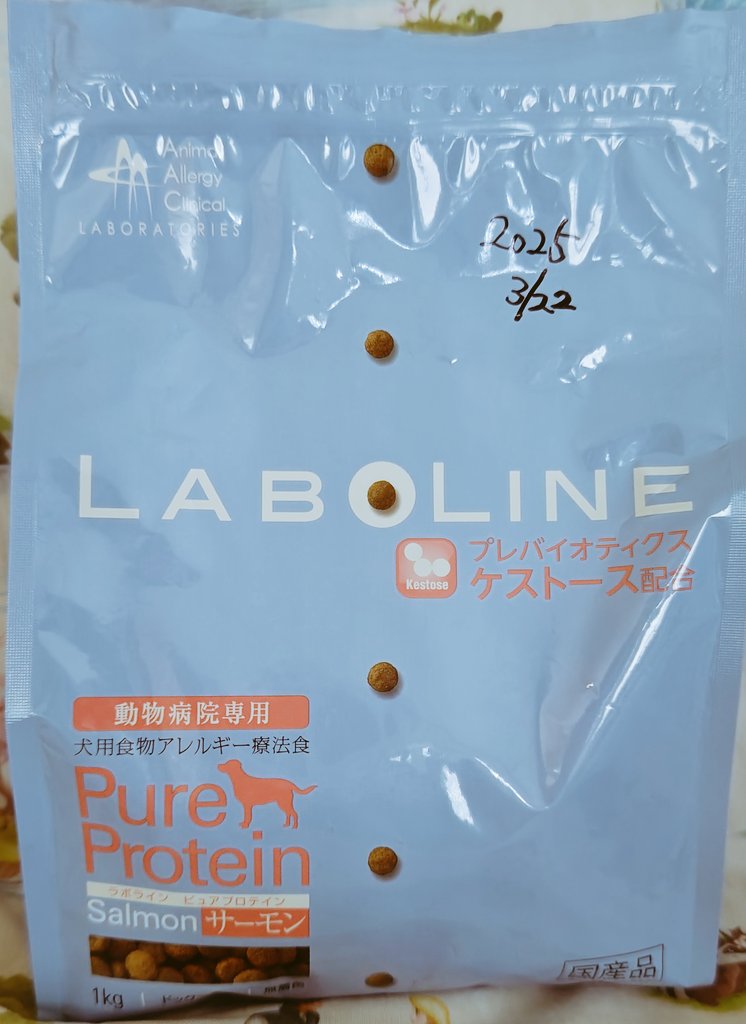 Animal
Allergy
Clinical
LABORATORIES
2025
3/22
LABOLINE
Kestose
プレバイオティクス
ケストース配合
動物病院専用
犬用食物アレルギー療法食
Pure
Protein
ラボライン ピュアプロテイン
Salmon サーモン
国産品
1kg